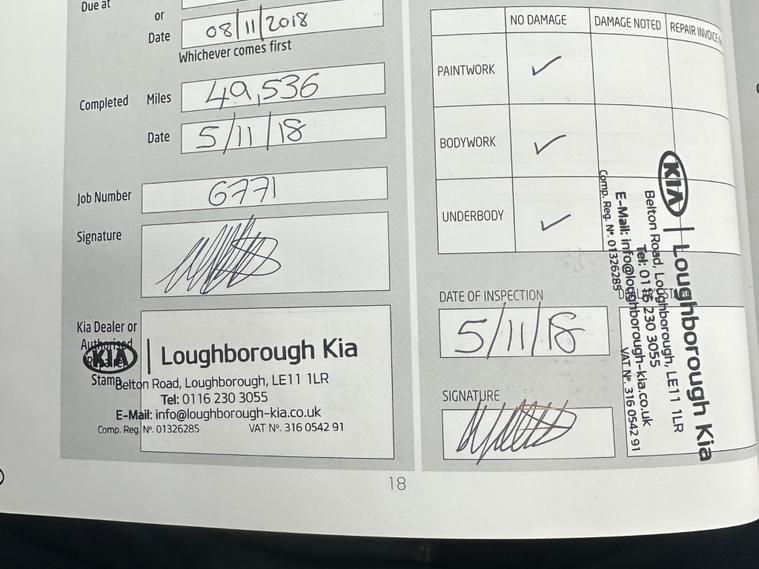 Due at
or
Date 08/11/2018
Whichever comes first
Completed Miles 49,536
Date 5/11/18
Job Number 6771
Signature
Kia Dealer or
Authorised
Repairer
Stamp
KIA Loughborough Kia
Belton Road, Loughborough, LE11 1LR
Tel: 0116 230 3055
E-Mail: info@loughborough-kia.co.uk
Comp. Reg. Nº. 01326285 VAT Nº. 316 0542 91
NO DAMAGE DAMAGE NOTED REPAIR INVOICE
PAINTWORK ✓
BODYWORK ✓
UNDERBODY ✓
DATE OF INSPECTION
5/11/18
SIGNATURE
KIA Loughborough Kia
Belton Road, Loughborough, LE11 1LR
Tel: 0116 230 3055
E-Mail: info@loughborough-kia.co.uk
Comp. Reg. Nº. 01326285 VAT Nº. 316 0542 91
18